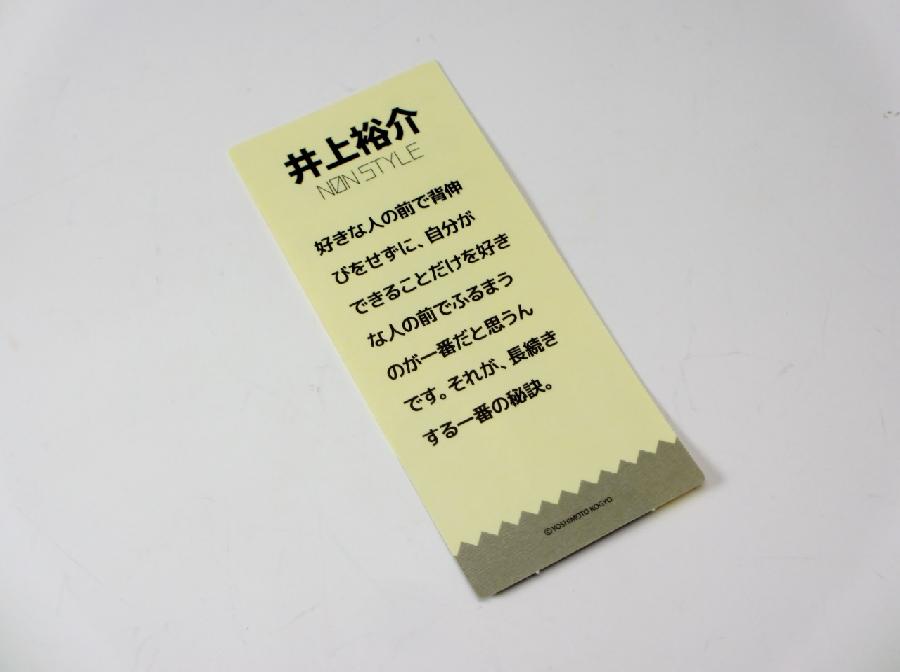 井上裕介
NØN STYLE
好きな人の前で背伸
びをせずに、自分が
できることだけを好き
な人の前でふるまう
のが一番だと思うん
です。それが、長続き
する一番の秘訣。
©YOSHIMOTO KOGYO